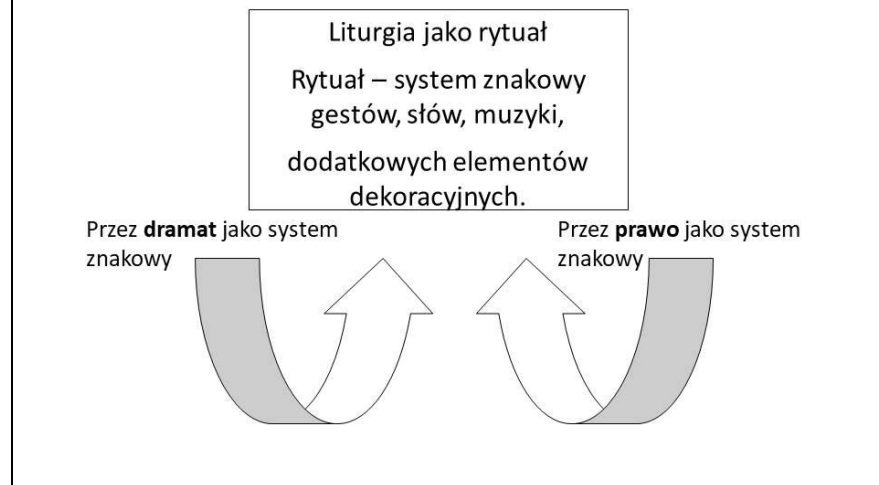 Liturgia jako rytuał
Rytuał – system znakowy
gestów, słów, muzyki,
dodatkowych elementów
dekoracyjnych.
Przez dramat jako system
znakowy
Przez prawo jako system
znakowy